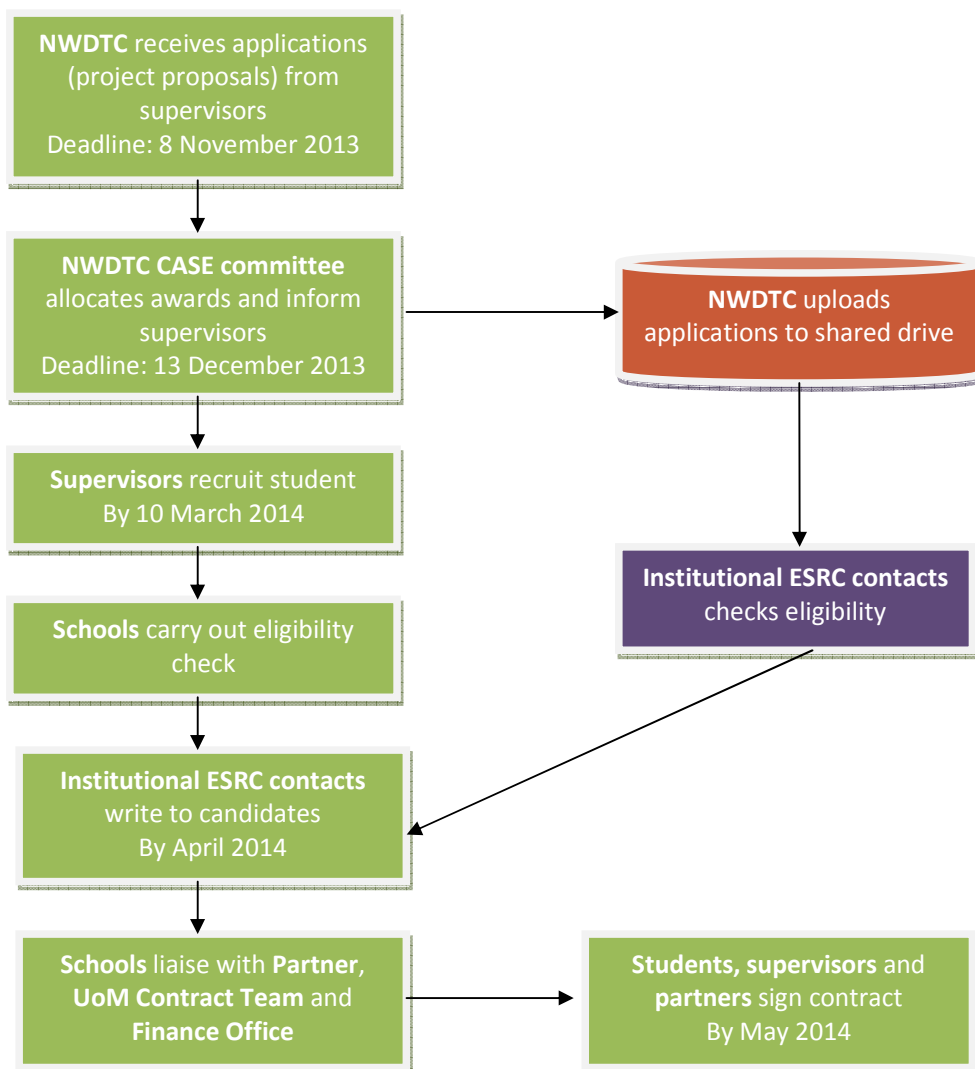 NWDTC receives applications
(project proposals) from
supervisors
Deadline: 8 November 2013
NWDTC CASE committee
allocates awards and inform
supervisors
Deadline: 13 December 2013
NWDTC uploads
applications to shared drive
Supervisors recruit student
By 10 March 2014
Institutional ESRC contacts
checks eligibility
Schools carry out eligibility
check
Institutional ESRC contacts
write to candidates
By April 2014
Schools liaise with Partner,
UoM Contract Team and
Finance Office
Students, supervisors and
partners sign contract
By May 2014